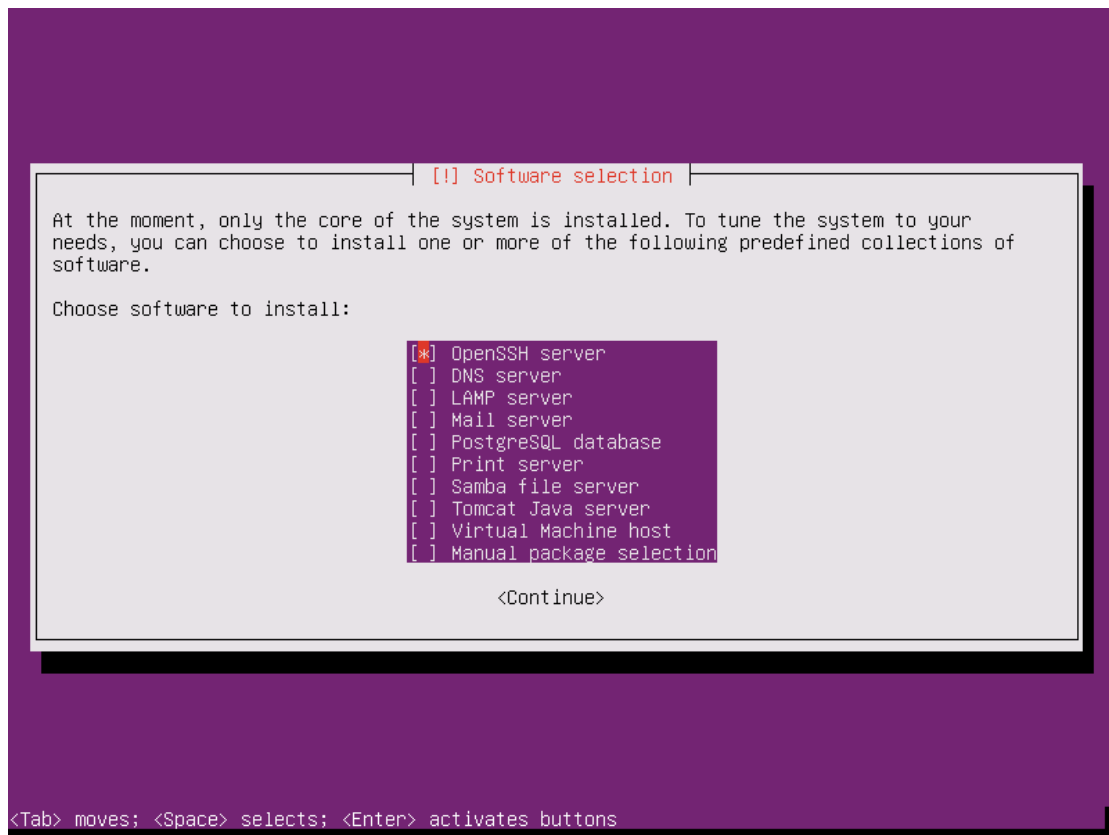 [!] Software selection
At the moment, only the core of the system is installed. To tune the system to your
needs, you can choose to install one or more of the following predefined collections of
software.
Choose software to install:
[*] OpenSSH server
[ ] DNS server
[ ] LAMP server
[ ] Mail server
[ ] PostgreSQL database
[ ] Print server
[ ] Samba file server
[ ] Tomcat Java server
[ ] Virtual Machine host
[ ] Manual package selection
<Continue>
<Tab> moves; <Space> selects; <Enter> activates buttons